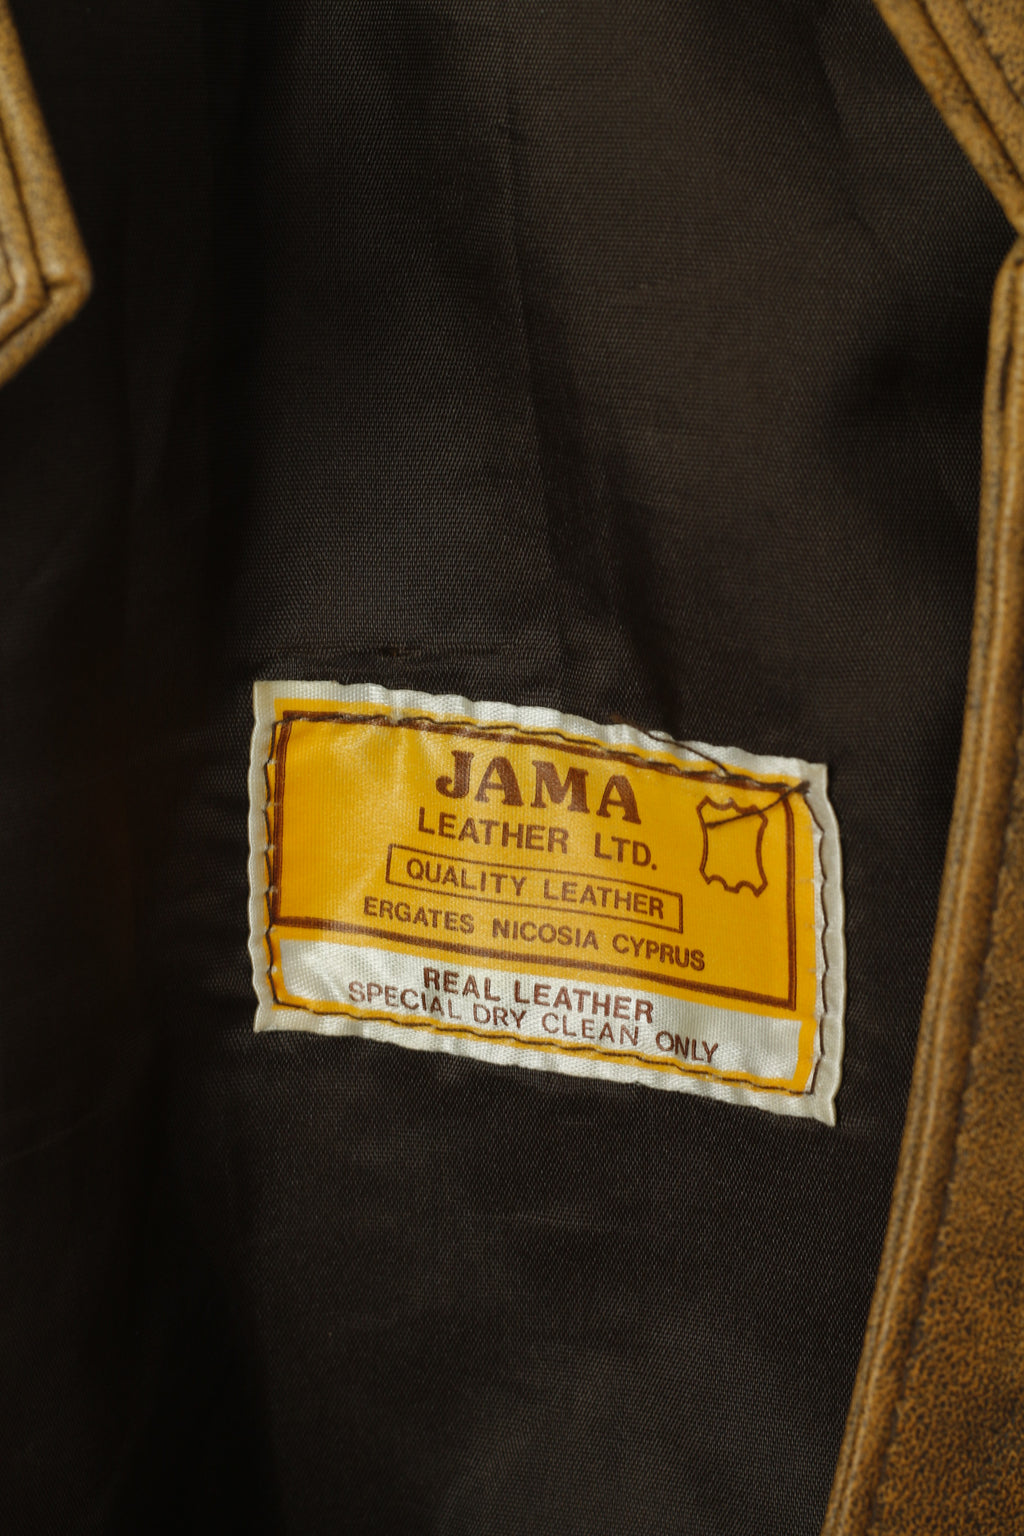 JAMA
LEATHER LTD.
QUALITY LEATHER
ERGATES NICOSIA CYPRUS
REAL LEATHER
SPECIAL DRY CLEAN ONLY